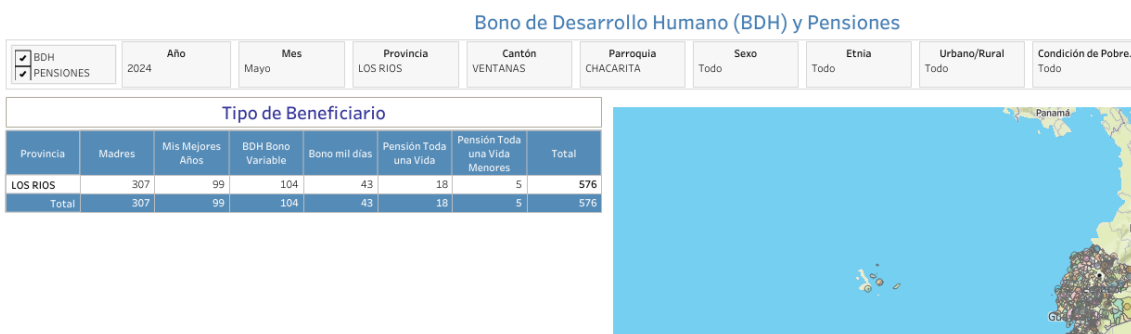 Bono de Desarrollo Humano (BDH) y Pensiones
BDH
PENSIONES
Año
2024
Mes
Mayo
Provincia
LOS RIOS
Cantón
VENTANAS
Parroquia
CHACARITA
Sexo
Todo
Etnia
Todo
Urbano/Rural
Todo
Condición de Pobre..
Todo
Tipo de Beneficiario
Provincia Madres Mis Mejores Años BDH Bono Variable Bono mil días Pensión Toda una Vida Pensión Toda una Vida Menores Total
LOS RIOS 307 99 104 43 18 5 576
Total 307 99 104 43 18 5 576
Panamá